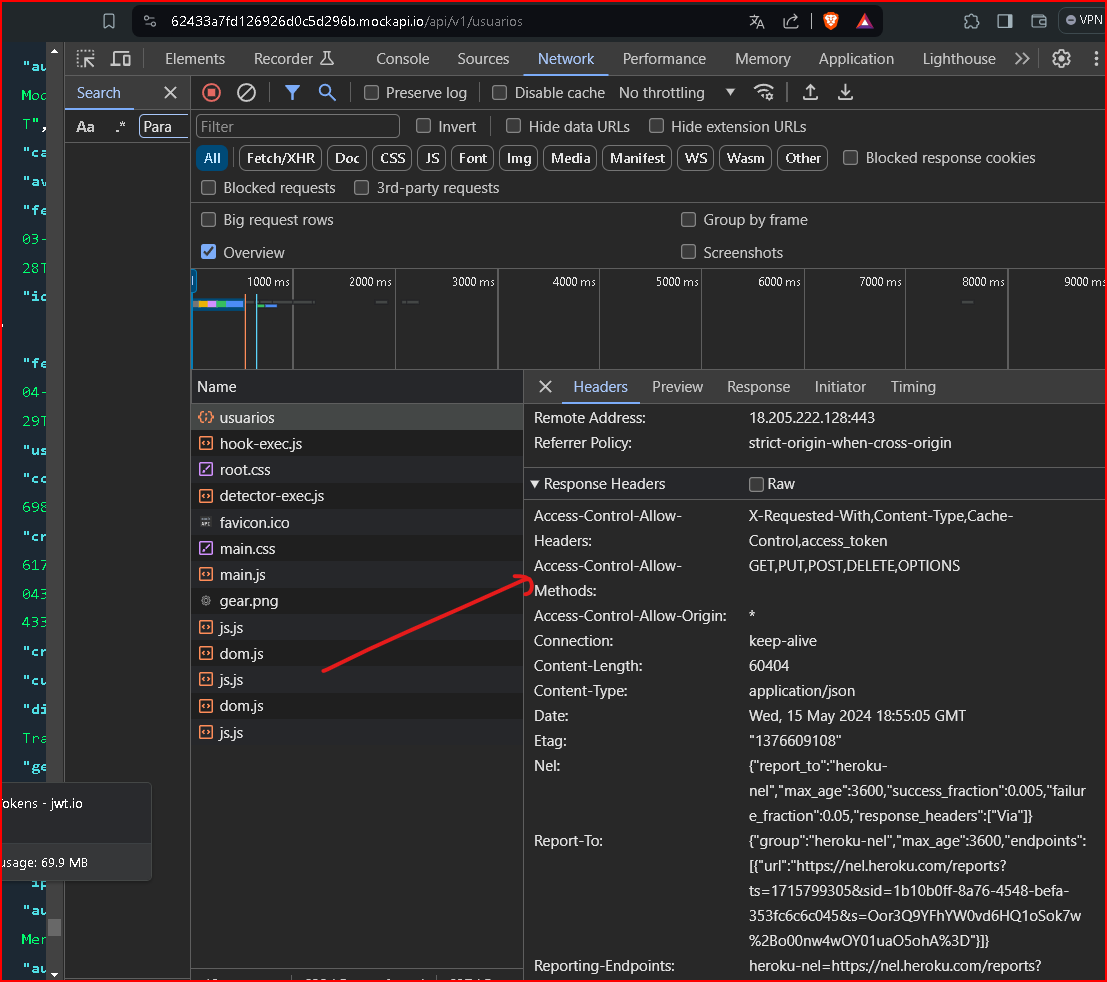 62433a7fd126926d0c5d296b.mockapi.io/api/v1/usuarios
VPN
Elements Recorder Console Sources Network Performance Memory Application Lighthouse
Search
Preserve log Disable cache No throttling
Aa .* Para
Filter Invert Hide data URLs Hide extension URLs
All Fetch/XHR Doc CSS JS Font Img Media Manifest WS Wasm Other Blocked response cookies
Blocked requests 3rd-party requests
Big request rows Group by frame
Overview Screenshots
1000 ms 2000 ms 3000 ms 4000 ms 5000 ms 6000 ms 7000 ms 8000 ms 9000 ms
Name
usuarios
hook-exec.js
root.css
detector-exec.js
favicon.ico
main.css
main.js
gear.png
js.js
dom.js
js.js
dom.js
js.js
Headers Preview Response Initiator Timing
Remote Address: 18.205.222.128:443
Referrer Policy: strict-origin-when-cross-origin
Response Headers Raw
Access-Control-Allow- X-Requested-With,Content-Type,Cache-
Headers: Control,access_token
Access-Control-Allow- GET,PUT,POST,DELETE,OPTIONS
Methods:
Access-Control-Allow-Origin: *
Connection: keep-alive
Content-Length: 60404
Content-Type: application/json
Date: Wed, 15 May 2024 18:55:05 GMT
Etag: "1376609108"
Nel: {"report_to":"heroku-
nel","max_age":3600,"success_fraction":0.005,"failur
e_fraction":0.05,"response_headers":["Via"]}
Report-To: {"group":"heroku-nel","max_age":3600,"endpoints":
[{"url":"https://nel.heroku.com/reports?
ts=1715799305&sid=1b10b0ff-8a76-4548-befa-
353fc6c6c045&s=Oor3Q9YFhYW0vd6HQ1oSok7w
%2Bo00nw4wOY01uaO5ohA%3D"}]}
Reporting-Endpoints: heroku-nel=https://nel.heroku.com/reports?
"au
Moc
T",
"ca
"av
"fe
03-
28T
"ic
"fe
04-
29T
"us
"cc
698
"cr
617
043
433
"cr
"cu
"di
Tra
"ge
okens - jwt.io
usage: 69.9 MB
"au
Mer
"au